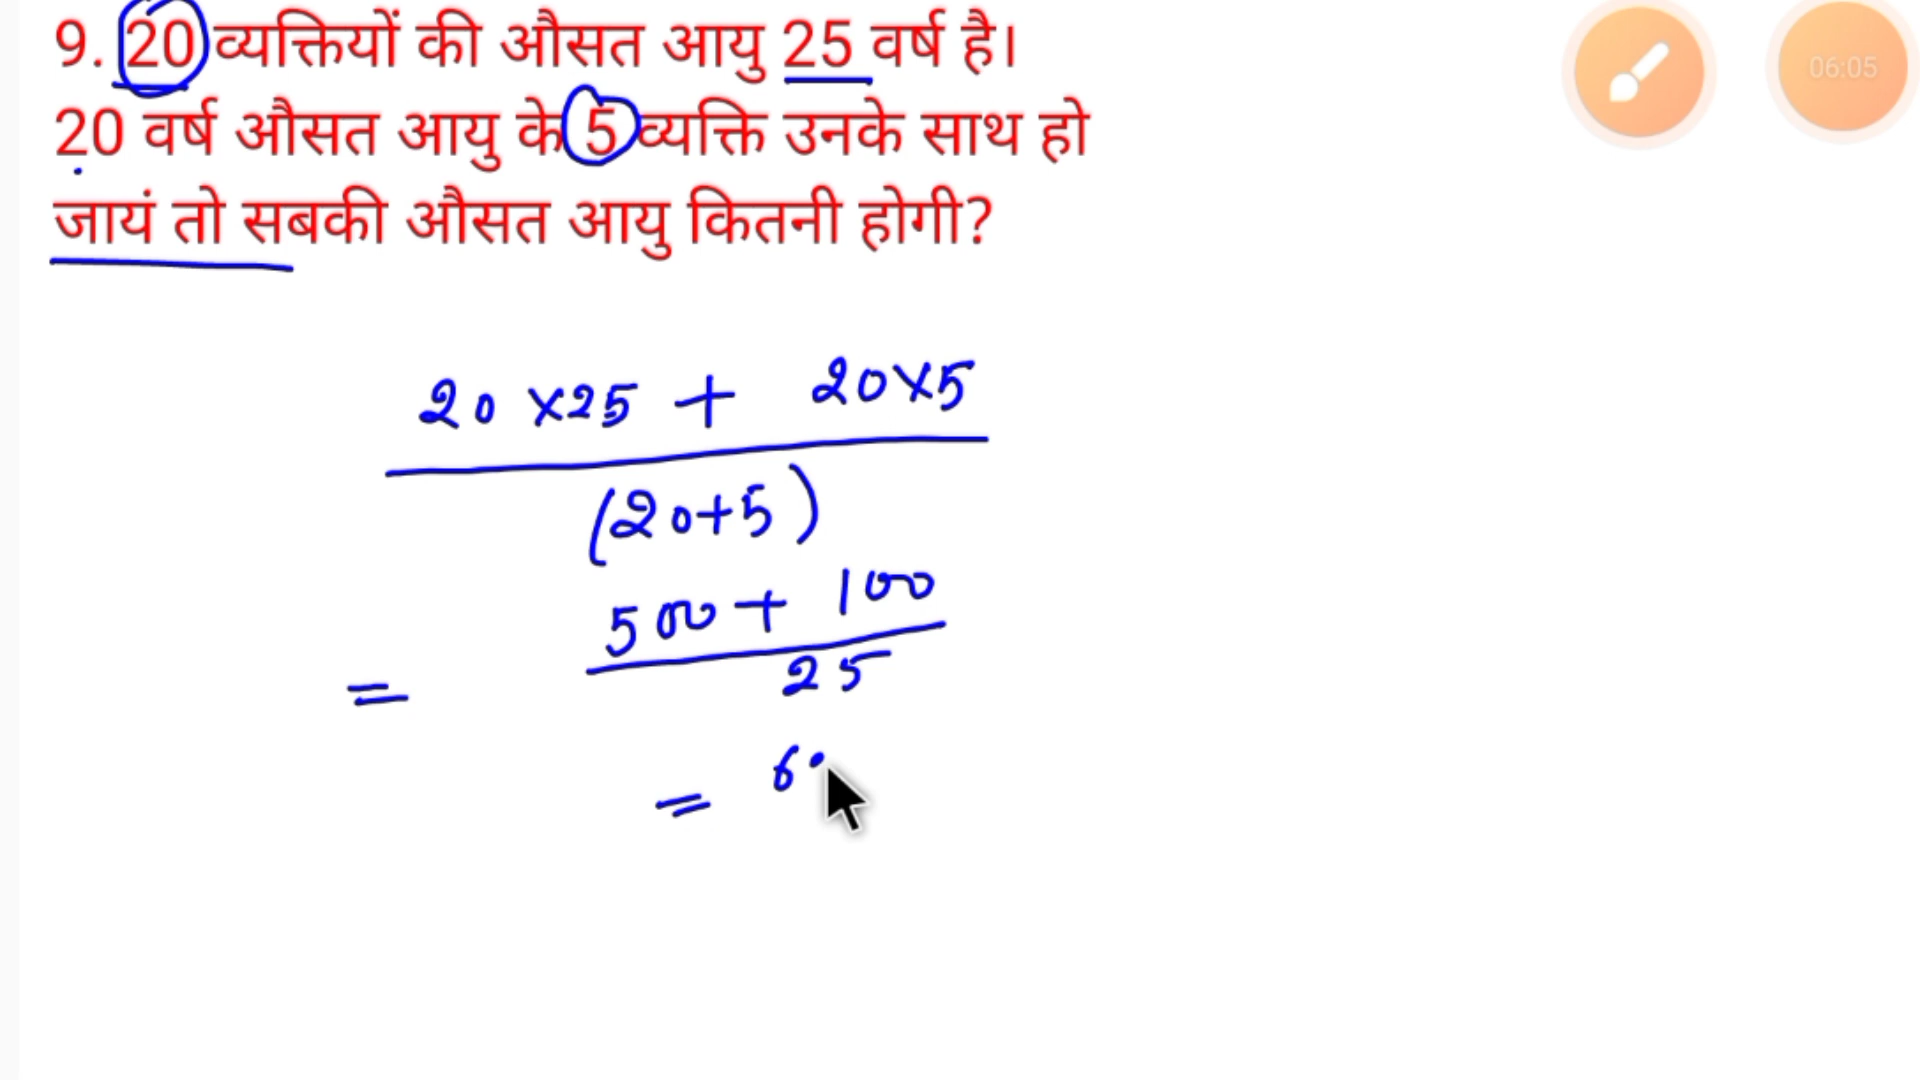 9. 20 व्यक्तियों की औसत आयु 25 वर्ष है।
20 वर्ष औसत आयु के 5 व्यक्ति उनके साथ हो
जायं तो सबकी औसत आयु कितनी होगी?
06:05
20 ×25 + 20×5
(20+5)
500 + 100
=
25
= 60